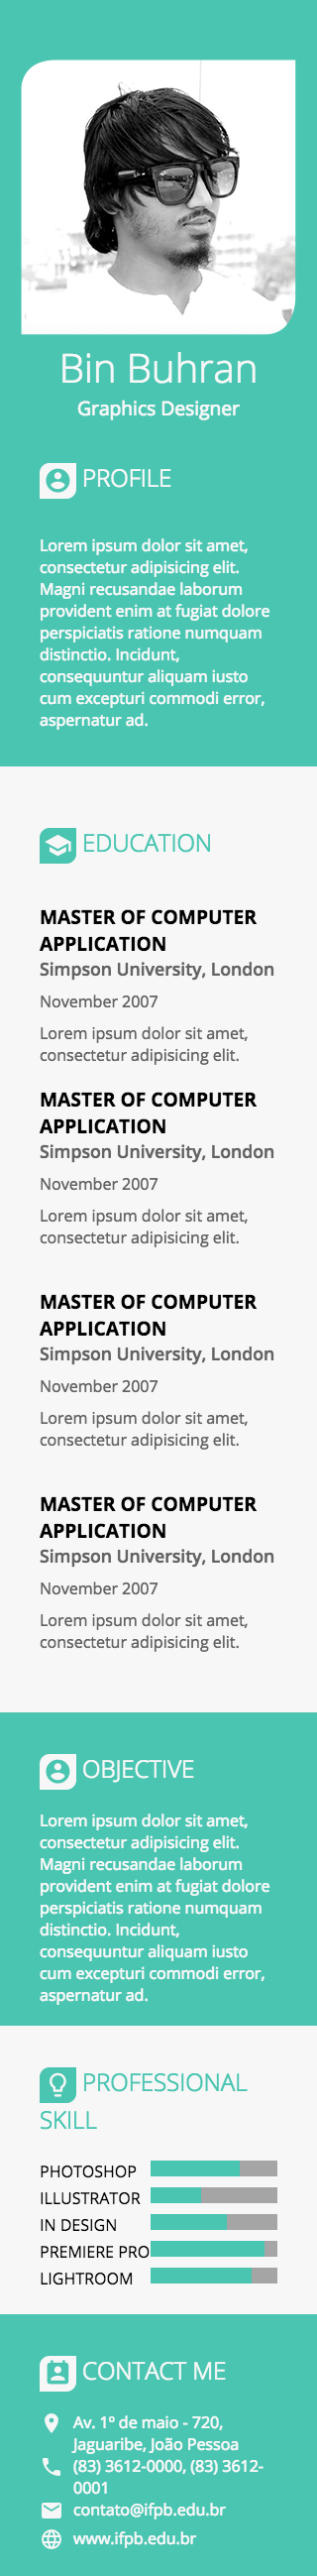 Bin Buhran
Graphics Designer
PROFILE
Lorem ipsum dolor sit amet,
consectetur adipisicing elit.
Magni recusandae laborum
provident enim at fugiat dolore
perspiciatis ratione numquam
distinctio. Incidunt,
consequuntur aliquam iusto
cum excepturi commodi error,
aspernatur ad.
EDUCATION
MASTER OF COMPUTER
APPLICATION
Simpson University, London
November 2007
Lorem ipsum dolor sit amet,
consectetur adipisicing elit.
MASTER OF COMPUTER
APPLICATION
Simpson University, London
November 2007
Lorem ipsum dolor sit amet,
consectetur adipisicing elit.
MASTER OF COMPUTER
APPLICATION
Simpson University, London
November 2007
Lorem ipsum dolor sit amet,
consectetur adipisicing elit.
MASTER OF COMPUTER
APPLICATION
Simpson University, London
November 2007
Lorem ipsum dolor sit amet,
consectetur adipisicing elit.
OBJECTIVE
Lorem ipsum dolor sit amet,
consectetur adipisicing elit.
Magni recusandae laborum
provident enim at fugiat dolore
perspiciatis ratione numquam
distinctio. Incidunt,
consequuntur aliquam iusto
cum excepturi commodi error,
aspernatur ad.
PROFESSIONAL
SKILL
PHOTOSHOP
ILLUSTRATOR
IN DESIGN
PREMIERE PRO
LIGHTROOM
CONTACT ME
Av. 1º de maio - 720,
Jaguaribe, João Pessoa
(83) 3612-0000, (83) 3612-
0001
contato@ifpb.edu.br
www.ifpb.edu.br